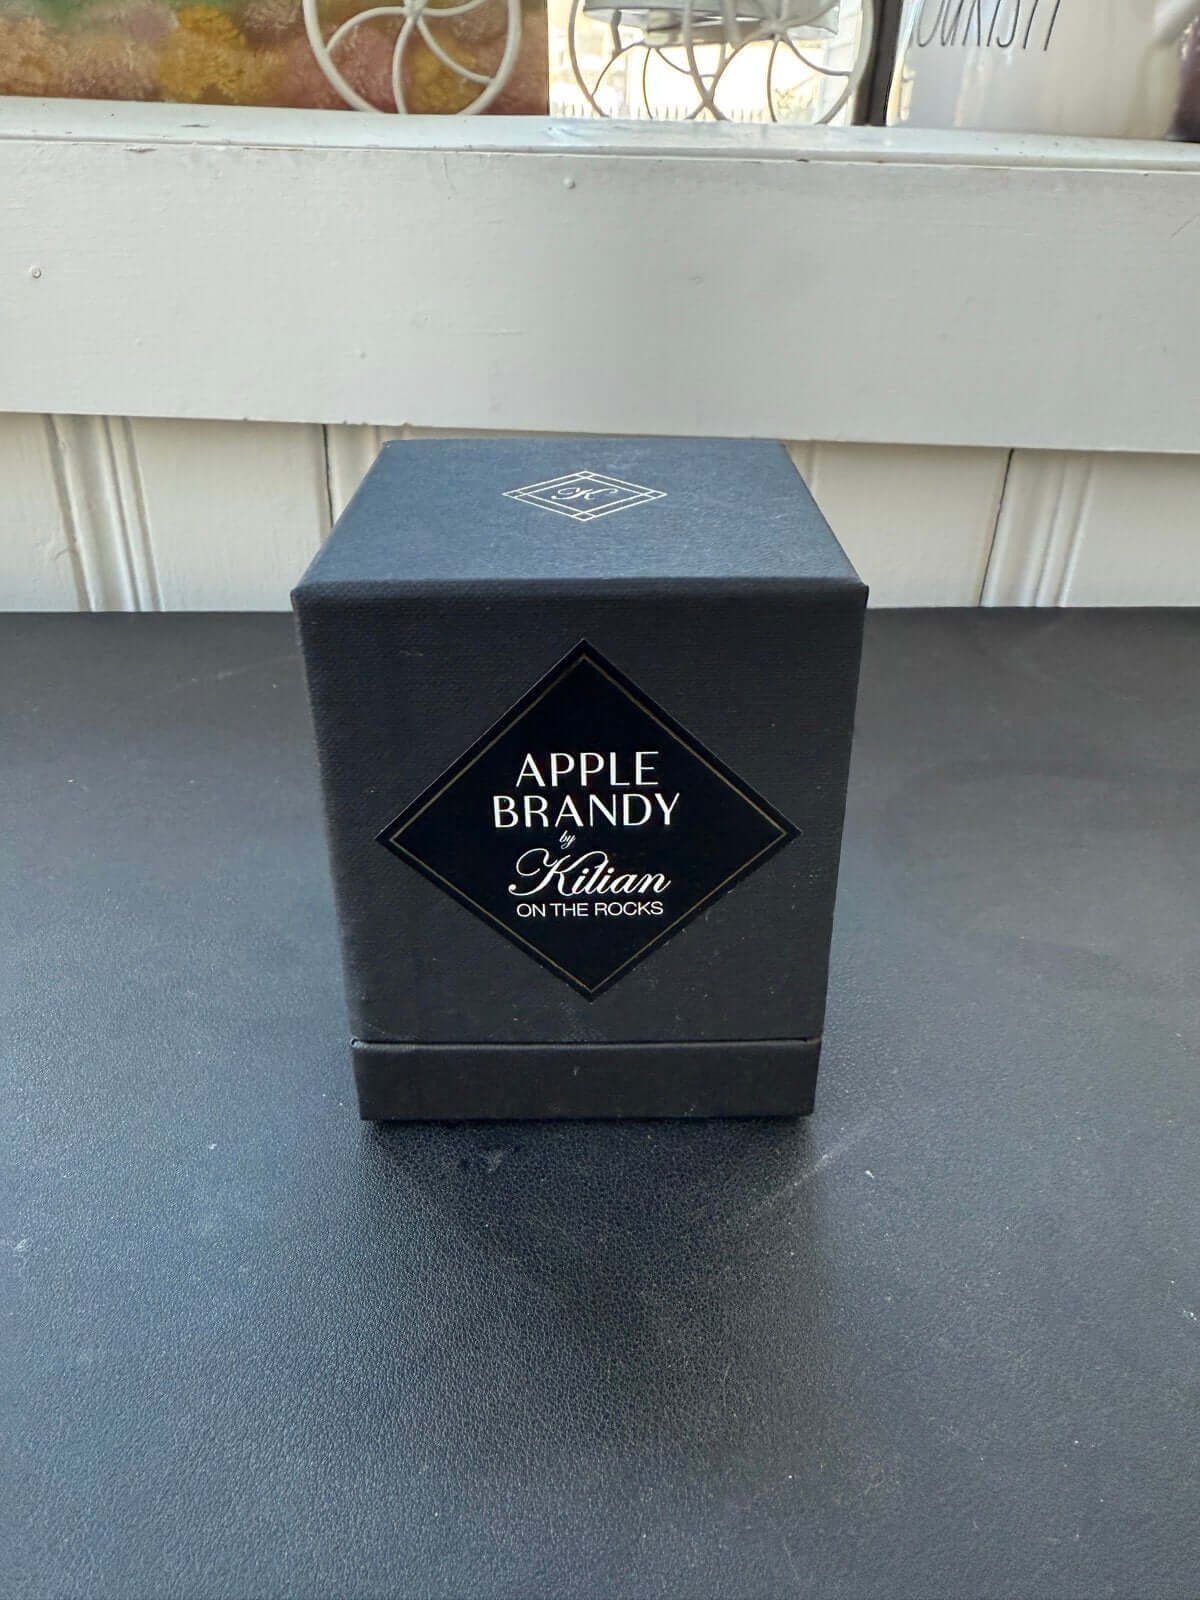 K
APPLE
BRANDY
by
Kilian
ON THE ROCKS